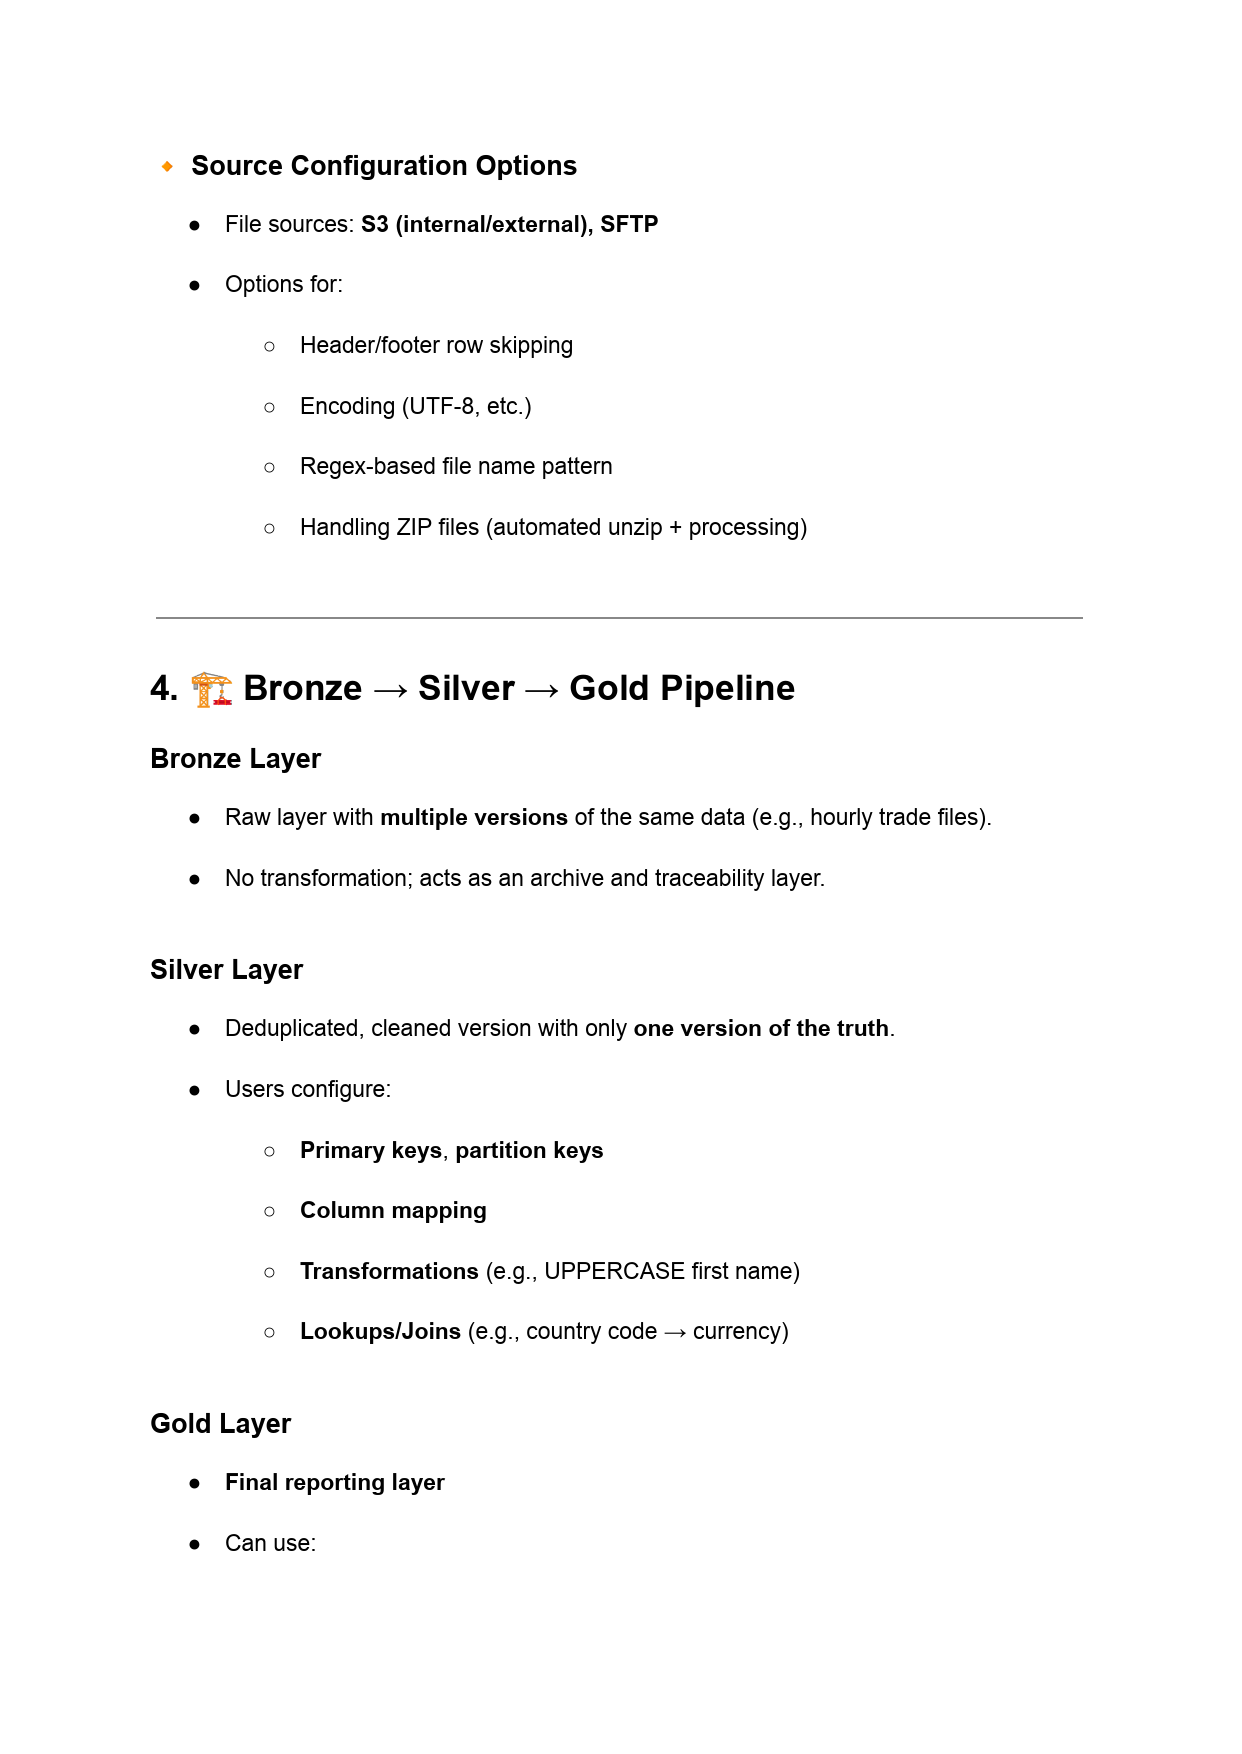 🔸 Source Configuration Options
● File sources: S3 (internal/external), SFTP
● Options for:
○ Header/footer row skipping
○ Encoding (UTF-8, etc.)
○ Regex-based file name pattern
○ Handling ZIP files (automated unzip + processing)
4. 🏗️ Bronze → Silver → Gold Pipeline
Bronze Layer
● Raw layer with multiple versions of the same data (e.g., hourly trade files).
● No transformation; acts as an archive and traceability layer.
Silver Layer
● Deduplicated, cleaned version with only one version of the truth.
● Users configure:
○ Primary keys, partition keys
○ Column mapping
○ Transformations (e.g., UPPERCASE first name)
○ Lookups/Joins (e.g., country code → currency)
Gold Layer
● Final reporting layer
● Can use: